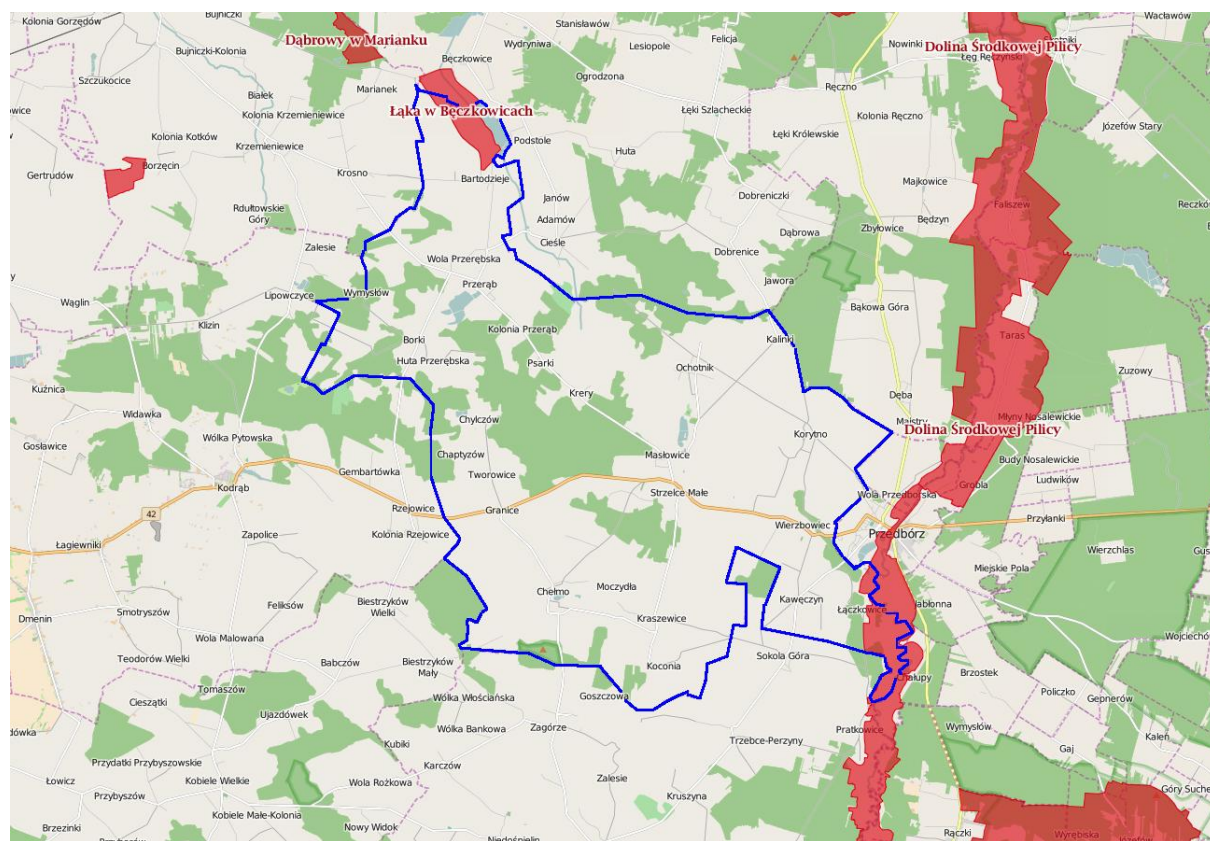 Kolonia Gorzędów
Bujniczki
Stanisławów
Wacławów
Dąbrowy w Marianku
Wydryniwa
Lesiopole
Felicja
Nowinki
Dolina Środkowej Pilicy
Bujniczki-Kolonia
Bęczkowice
Łęg Ręczyński
Szczukocice
Ogrodzona
Białek
Marianek
Ręczno
Łąka w Bęczkowicach
Łęki Szlacheckie
Kolonia Krzemieniewice
Kolonia Ręczno
Józefów Stary
Kolonia Kotków
Podstole
Łęki Królewskie
Krzemieniewice
Huta
Borzęcin
Gertrudów
Krosno
Bartodzieje
Majkowice
Janów
Dobreniczki
Rdułtowskie
Góry
Faliszew
Adamów
Będzyn
Zbyłowice
Dąbrowa
Zalesie
Cieśle
Dobrenice
Wola Przerębska
Jawora
Przerąb
Lipowczyce
Wymysłów
Wąglin
Bąkowa Góra
Klizin
Kolonia Przerąb
Taras
Borki
Kalinki
Huta Przerębska
Psarki
Ochotnik
Zuzowy
Kuźnica
Krery
Dęba
Widawka
Młyny Nosalewickie
Chylczów
Majstry
Dolina Środkowej Pilicy
Wólka Pytowska
Korytno
Gosławice
Chaptyzów
Masłowice
Budy Nosalewickie
Gembartówka
Tworowice
Ludwików
Kodrąb
Grobla
Strzelce Małe
Wola Przedborska
42
Rzejowice
Granice
Wierzbowiec
Przyłanki
Łagiewniki
Zapolice
Kolonia Rzejowice
Przedbórz
Wierzchlas
Miejskie Pola
Chełmo
Moczydła
Feliksów
Biestrzyków
Wielki
Kawęczyn
Jabłonna
Smotryszów
Łączkowice
Dmenin
Kraszewice
Wola Malowana
Teodorów Wielki
Babczów
Biestrzyków
Mały
Koconia
Sokola Góra
Chałupy
Brzostek
Tomaszów
Goszczowa
Policzko
Gepnerów
Cieszątki
Wólka Włościańska
Ujazdówek
Zagórze
Wólka Bankowa
Pratkowice
Wymysłów
Kaleń
Trzebce-Perzyny
Kubiki
Gaj
Przydatki Przybyszowskie
Karczów
Łowicz
Kobiele Wielkie
Wola Rożkowa
Zalesie
Przybyszów
Kruszyna
Kobiele Małe-Kolonia
Brzezinki
Nowy Widok
Rączki
Wyrębiska